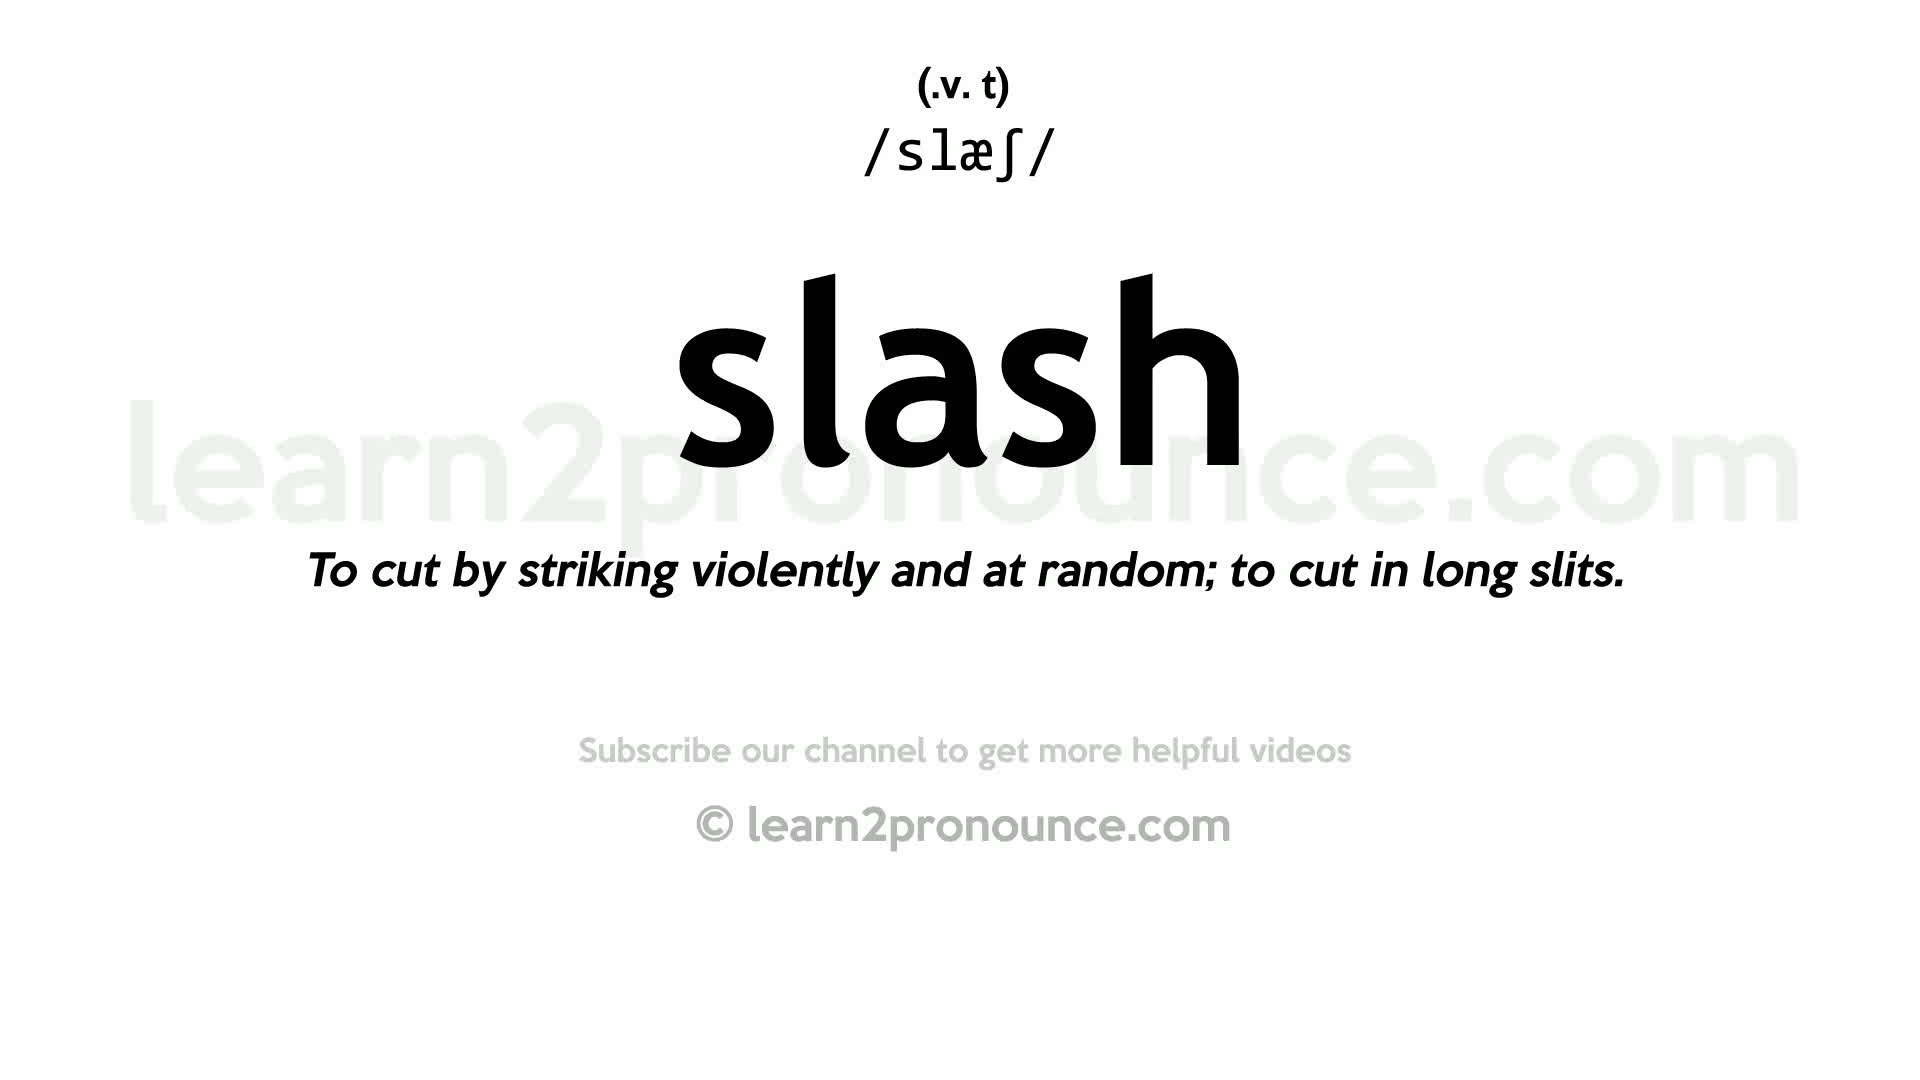 (.v. t)
/slæʃ/
slash
learn2pronounce.com
To cut by striking violently and at random; to cut in long slits.
Subscribe our channel to get more helpful videos
© learn2pronounce.com